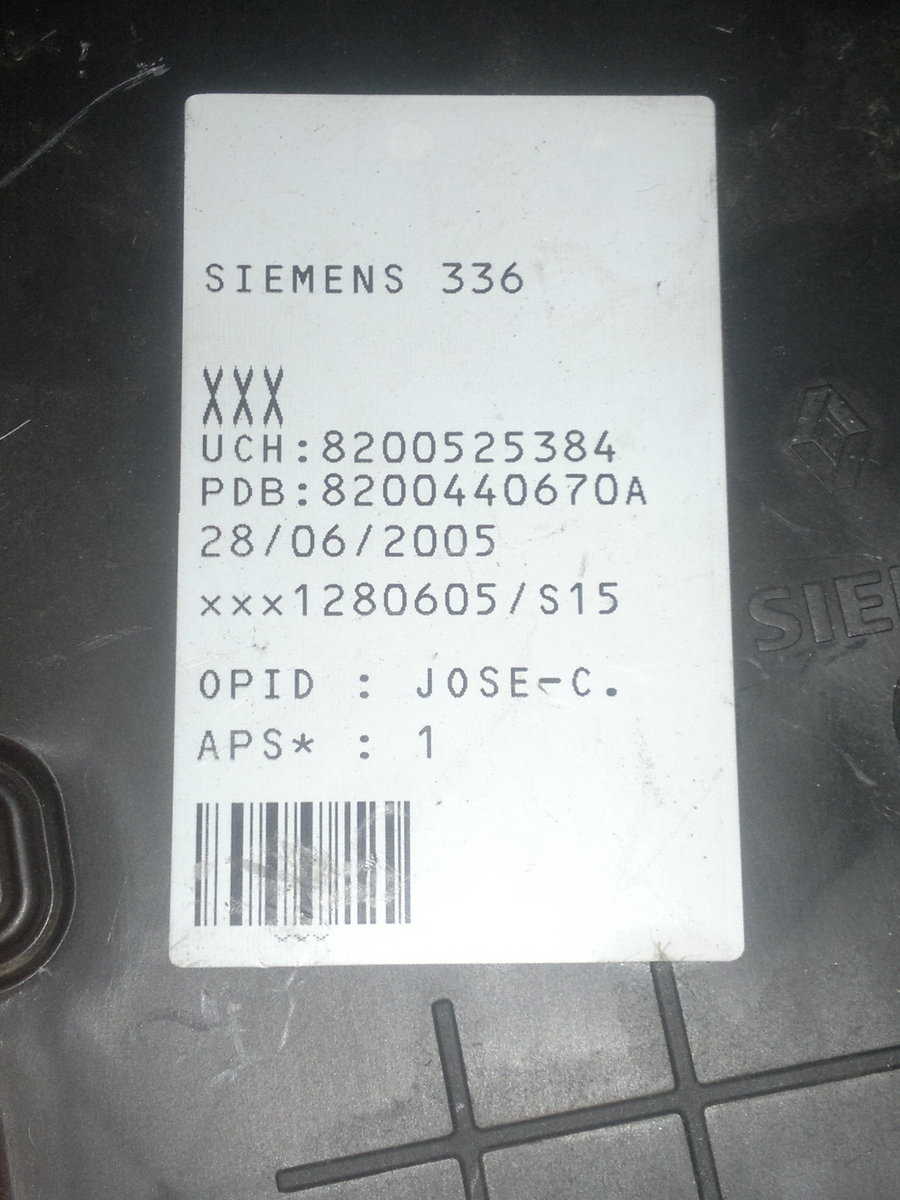 SIEMENS 336
XXX
UCH:8200525384
PDB:8200440670A
28/06/2005
xxx1280605/S15
OPID : JOSE-C.
APS* : 1
SIE